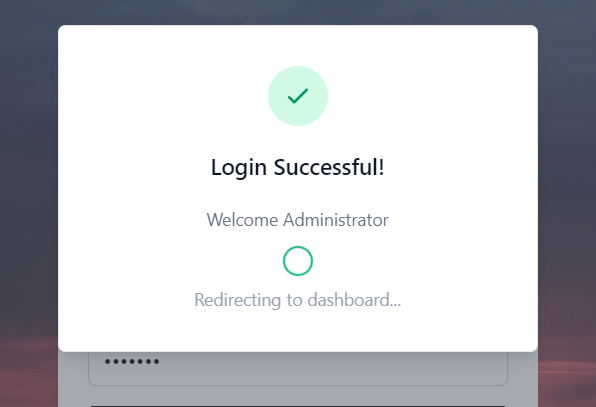 Login Successful!
Welcome Administrator
Redirecting to dashboard...
•••••••